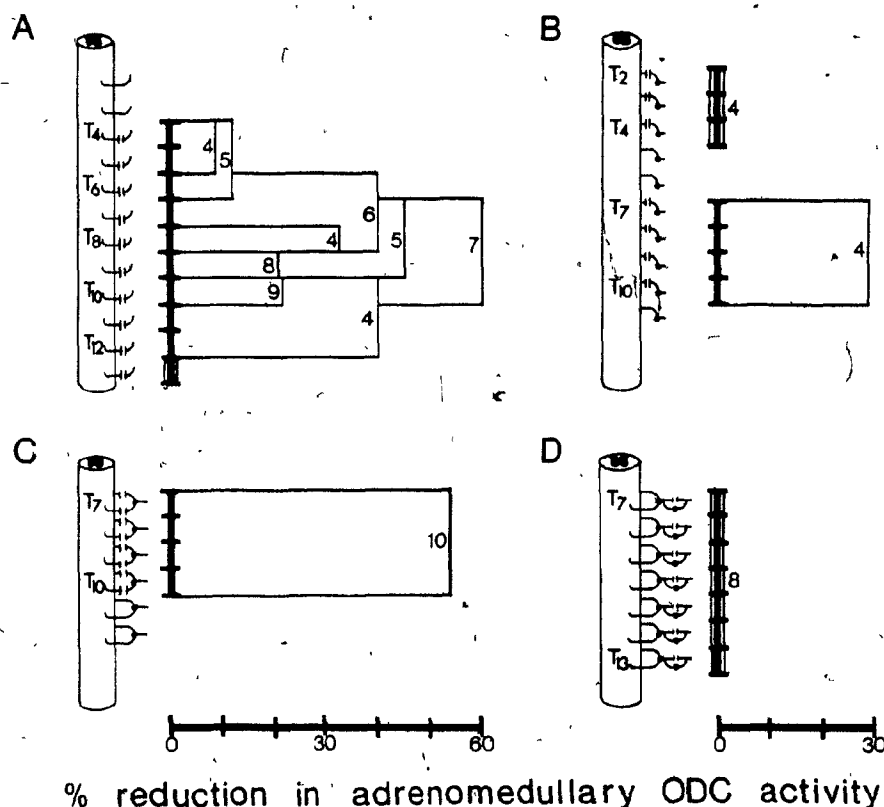 A
T4
T6
T8
T10
T12
4
5
6
4
5
7
8
9
4
B
T2
T4
T7
T10
4
4
C
T7
T10
10
D
T7
T13
8
0 30 60
0 30
% reduction in adrenomedullary ODC activity